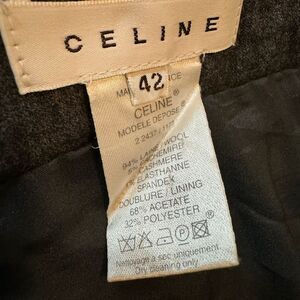 CELINE
42
CELINE®
MODELE DEPOSE
94% LAINE/WOOL
CACHEMIRE/
CASHMERE
ELASTHANNE
SPANDEX
DOUBLURE / LINING
68% ACETATE
32% POLYESTER
Nettoyage à sec uniquement
Dry cleaning only